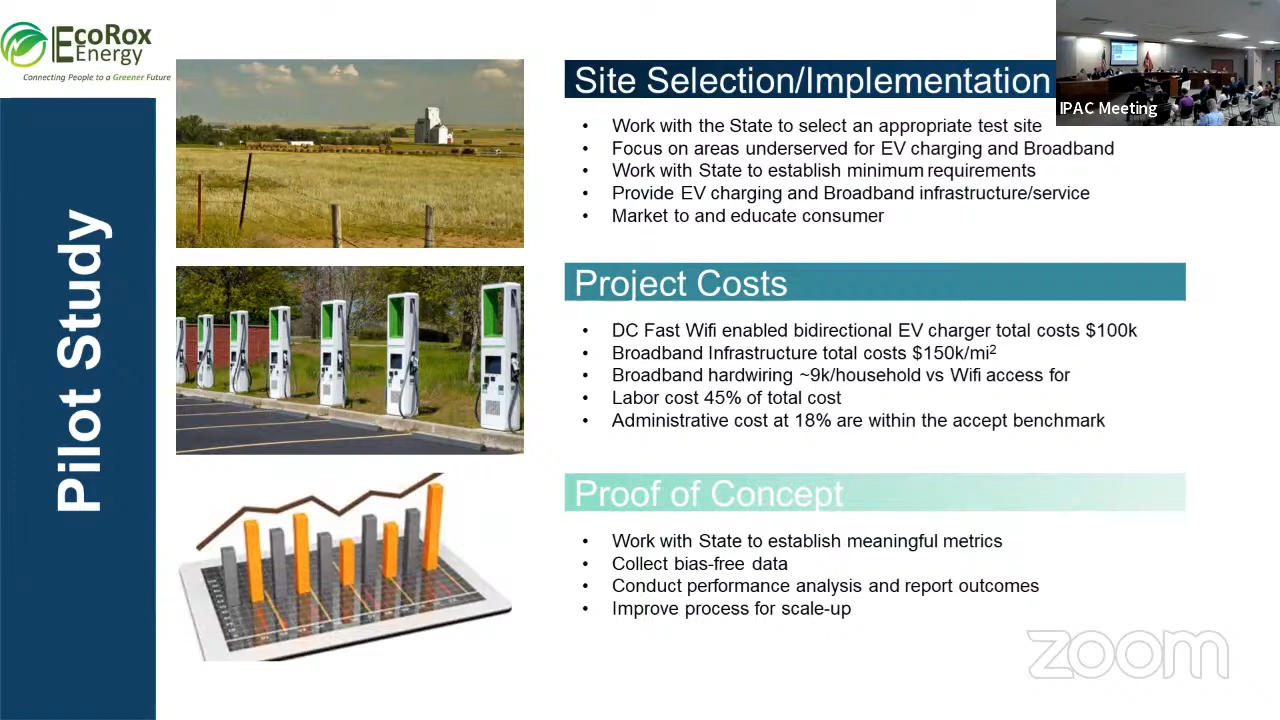 EcoRox
Energy
Connecting People to a Greener Future
Pilot Study
Site Selection/Implementation
• Work with the State to select an appropriate test site
• Focus on areas underserved for EV charging and Broadband
• Work with State to establish minimum requirements
• Provide EV charging and Broadband infrastructure/service
• Market to and educate consumer
Project Costs
• DC Fast Wifi enabled bidirectional EV charger total costs $100k
• Broadband Infrastructure total costs $150k/mi²
• Broadband hardwiring ~9k/household vs Wifi access for
• Labor cost 45% of total cost
• Administrative cost at 18% are within the accept benchmark
Proof of Concept
• Work with State to establish meaningful metrics
• Collect bias-free data
• Conduct performance analysis and report outcomes
• Improve process for scale-up
IPAC Meeting
zoom